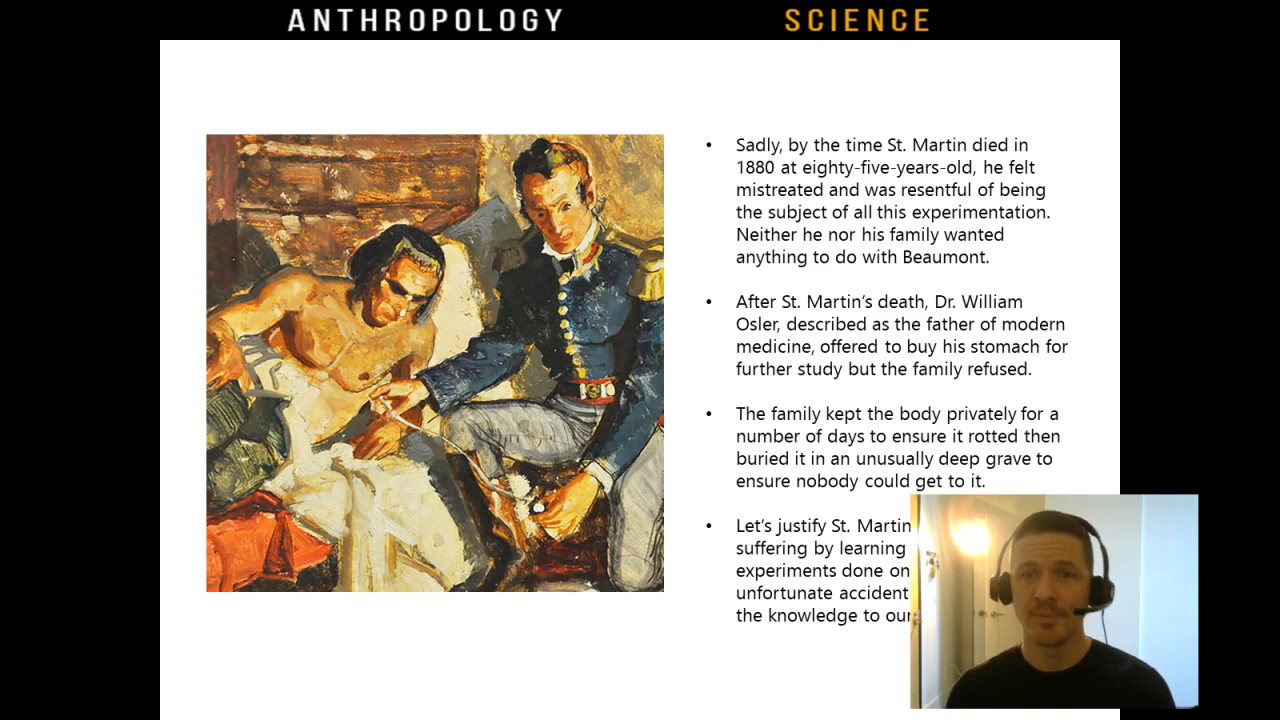 ANTHROPOLOGY SCIENCE
• Sadly, by the time St. Martin died in
1880 at eighty-five-years-old, he felt
mistreated and was resentful of being
the subject of all this experimentation.
Neither he nor his family wanted
anything to do with Beaumont.
• After St. Martin’s death, Dr. William
Osler, described as the father of modern
medicine, offered to buy his stomach for
further study but the family refused.
• The family kept the body privately for a
number of days to ensure it rotted then
buried it in an unusually deep grave to
ensure nobody could get to it.
• Let’s justify St. Martin
suffering by learning
experiments done on
unfortunate accident
the knowledge to our